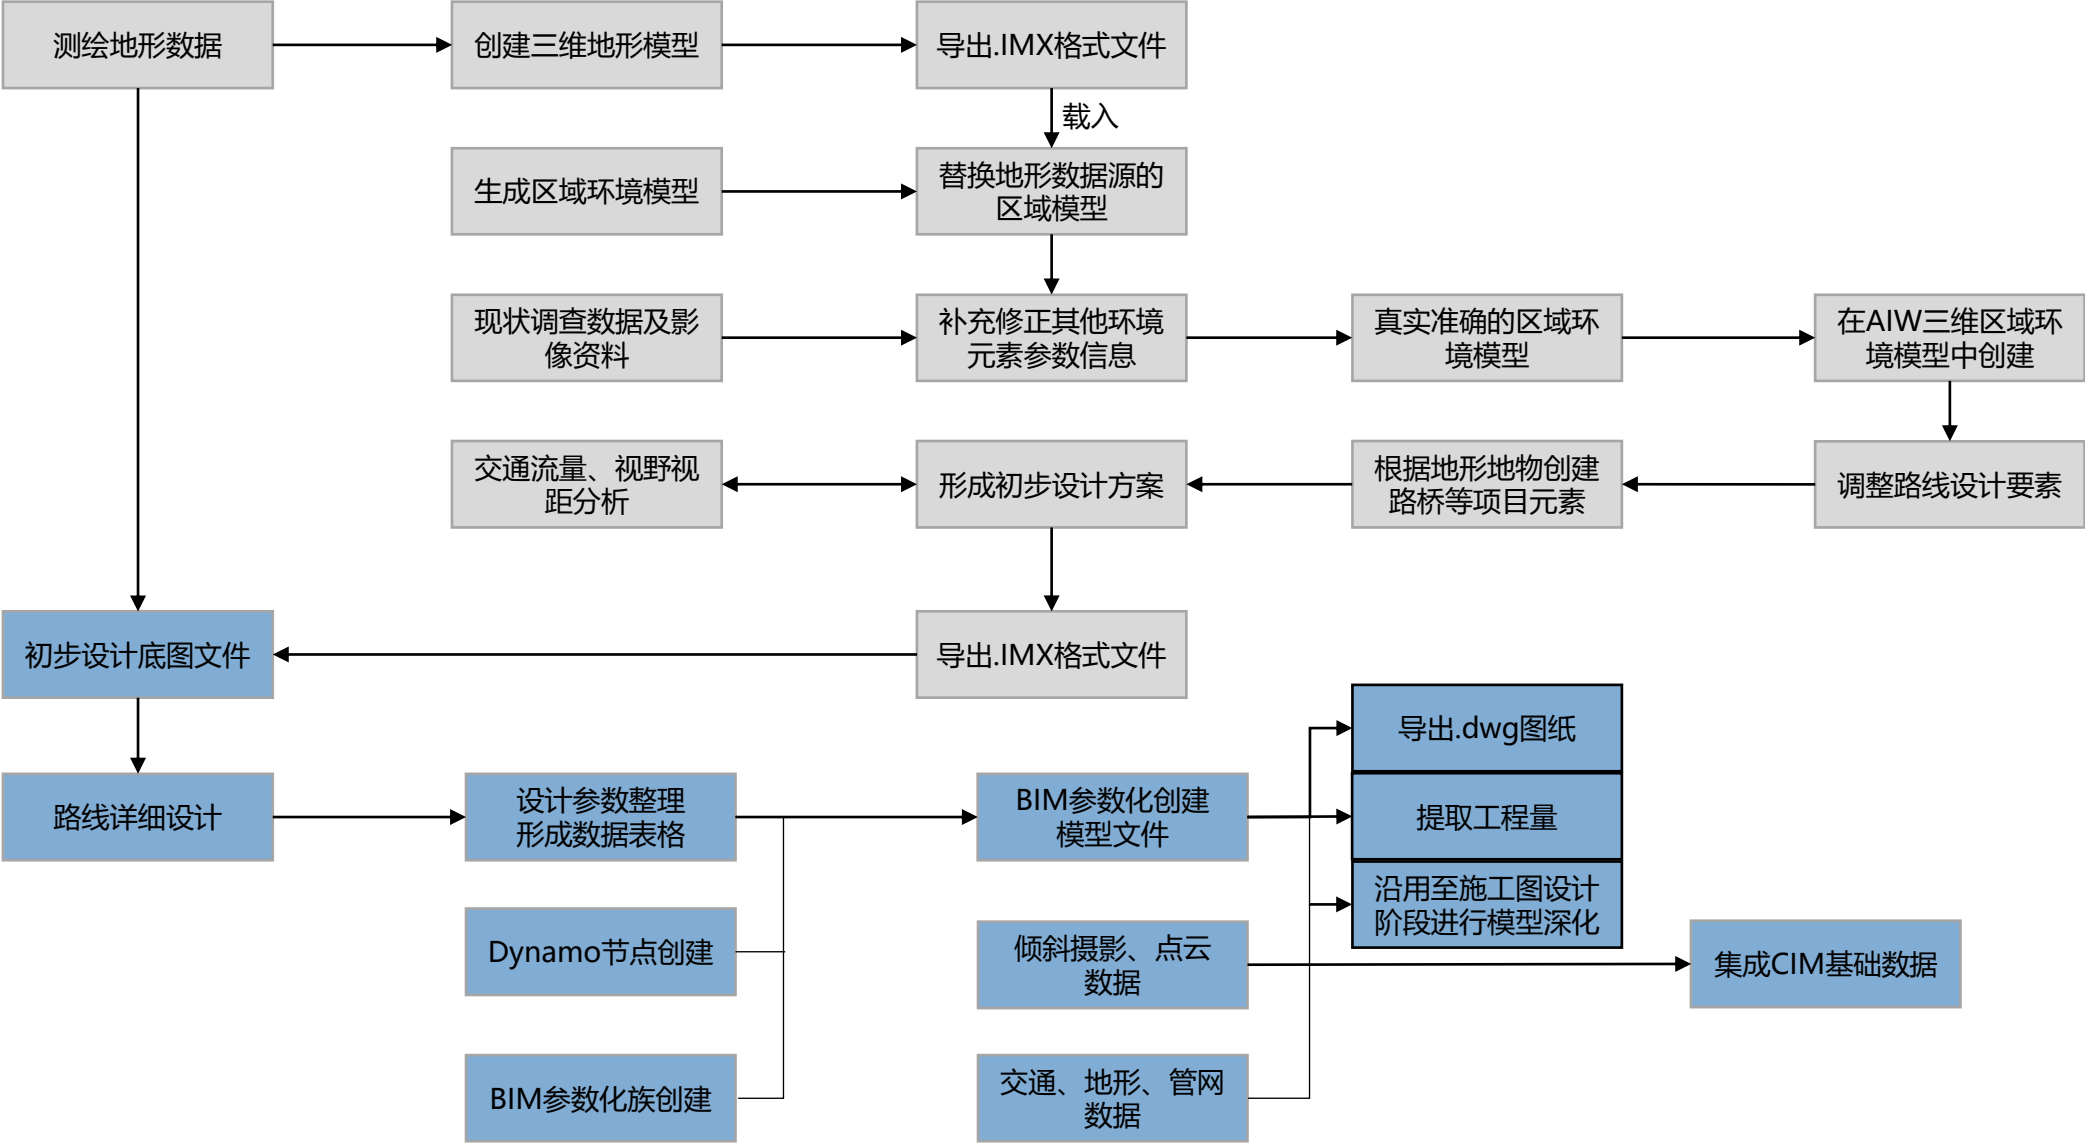 测绘地形数据
创建三维地形模型
导出.IMX格式文件
载入
生成区域环境模型
替换地形数据源的
区域模型
现状调查数据及影
像资料
补充修正其他环境
元素参数信息
真实准确的区域环
境模型
在AIW三维区域环
境模型中创建
交通流量、视野视
距分析
形成初步设计方案
根据地形地物创建
路桥等项目元素
调整路线设计要素
初步设计底图文件
导出.IMX格式文件
导出.dwg图纸
路线详细设计
设计参数整理
形成数据表格
BIM参数化创建
模型文件
提取工程量
沿用至施工图设计
阶段进行模型深化
Dynamo节点创建
倾斜摄影、点云
数据
集成CIM基础数据
BIM参数化族创建
交通、地形、管网
数据